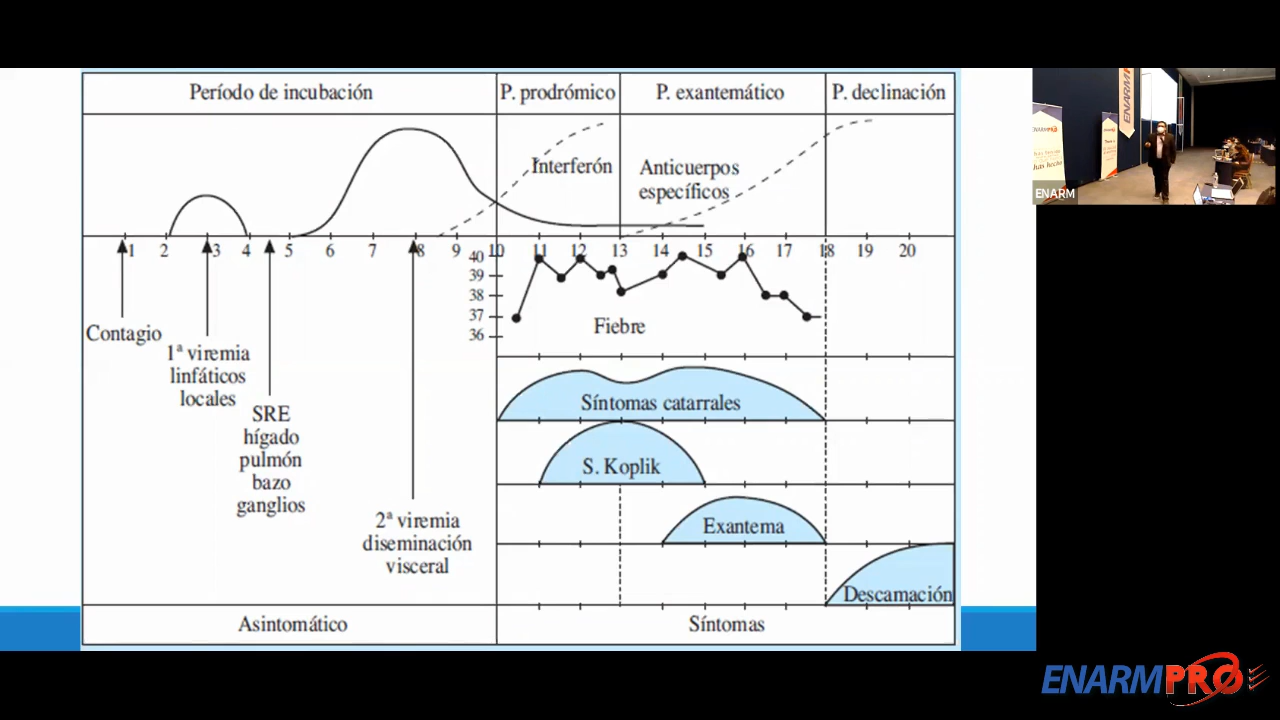 Período de incubación
P. prodrómico
P. exantemático
P. declinación
Interferón
Anticuerpos
específicos
1 2 3 4 5 6 7 8 9 10 11 12 13 14 15 16 17 18 19 20
40
39
38
37
36
Fiebre
Contagio
1ª viremia
linfáticos
locales
SRE
hígado
pulmón
bazo
ganglios
2ª viremia
diseminación
visceral
Síntomas catarrales
S. Koplik
Exantema
Descamación
Asintomático
Síntomas
ENARM
ENARMPRO